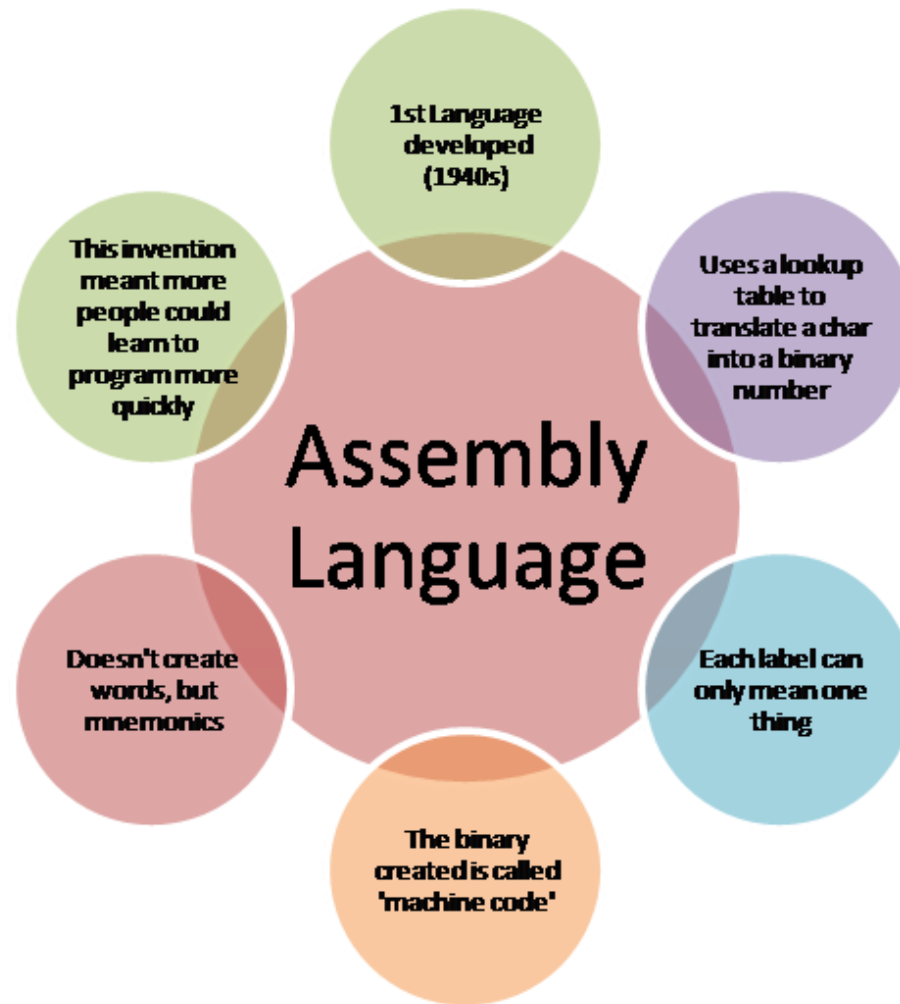 1st Language
developed
(1940s)
Uses a lookup
table to
translate a char
into a binary
number
Each label can
only mean one
thing
The binary
created is called
'machine code'
Doesn't create
words, but
mnemonics
This invention
meant more
people could
learn to
program more
quickly
Assembly
Language